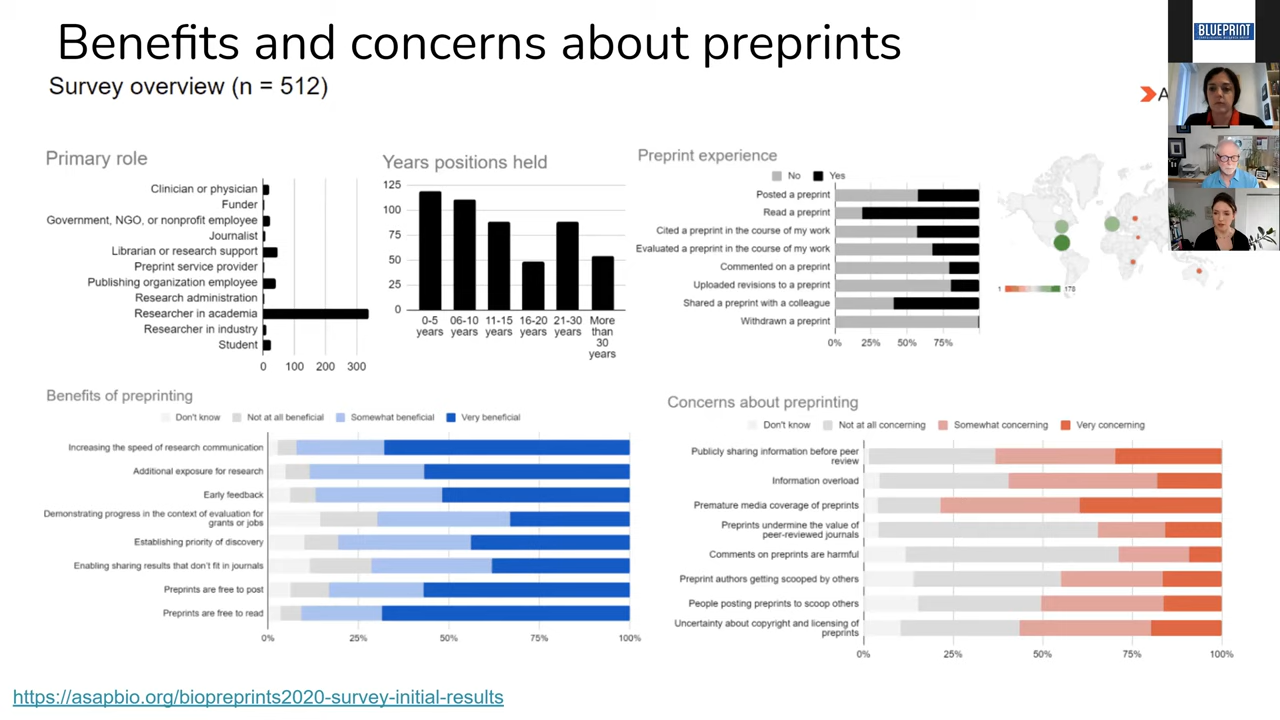 Benefits and concerns about preprints
BLUEPRINT
Survey overview (n = 512)
A
Primary role
Clinician or physician
Funder
Government, NGO, or nonprofit employee
Journalist
Librarian or research support
Preprint service provider
Publishing organization employee
Research administration
Researcher in academia
Researcher in industry
Student
0 100 200 300
Years positions held
125
100
75
50
25
0
0-5 06-10 11-15 16-20 21-30 More
years years years years years than
30
years
Preprint experience
No Yes
Posted a preprint
Read a preprint
Cited a preprint in the course of my work
Evaluated a preprint in the course of my work
Commented on a preprint
Uploaded revisions to a preprint
Shared a preprint with a colleague
Withdrawn a preprint
0% 25% 50% 75%
1 178
Benefits of preprinting
Don't know Not at all beneficial Somewhat beneficial Very beneficial
Increasing the speed of research communication
Additional exposure for research
Early feedback
Demonstrating progress in the context of evaluation for
grants or jobs
Establishing priority of discovery
Enabling sharing results that don't fit in journals
Preprints are free to post
Preprints are free to read
0% 25% 50% 75% 100%
Concerns about preprinting
Don't know Not at all concerning Somewhat concerning Very concerning
Publicly sharing information before peer
review
Information overload
Premature media coverage of preprints
Preprints undermine the value of
peer-reviewed journals
Comments on preprints are harmful
Preprint authors getting scooped by others
People posting preprints to scoop others
Uncertainty about copyright and licensing of
preprints
0% 25% 50% 75% 100%
https://asapbio.org/biopreprints2020-survey-initial-results